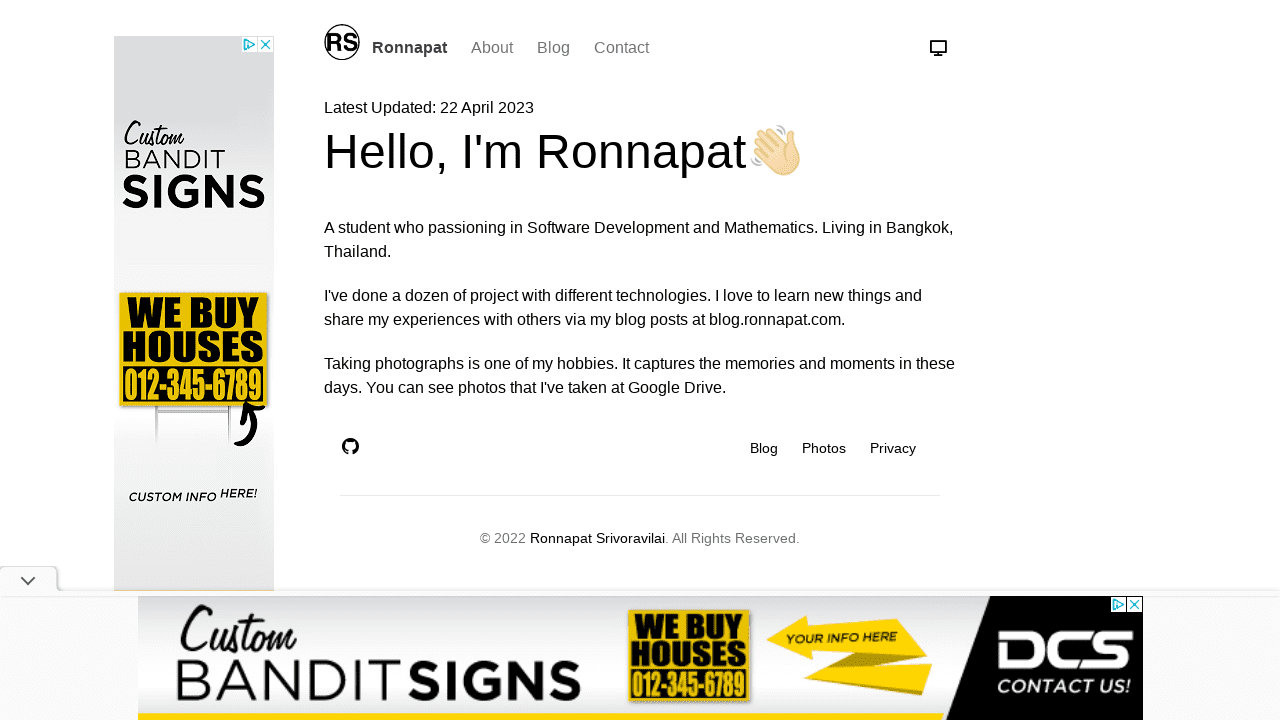 RS Ronnapat About Blog Contact
Latest Updated: 22 April 2023
Hello, I'm Ronnapat
A student who passioning in Software Development and Mathematics. Living in Bangkok,
Thailand.
I've done a dozen of project with different technologies. I love to learn new things and
share my experiences with others via my blog posts at blog.ronnapat.com.
Taking photographs is one of my hobbies. It captures the memories and moments in these
days. You can see photos that I've taken at Google Drive.
Blog Photos Privacy
© 2022 Ronnapat Srivoravilai. All Rights Reserved.
Custom
BANDIT
SIGNS
WE BUY
HOUSES
012-345-6789
CUSTOM INFO HERE!
Custom
BANDIT SIGNS
WE BUY
HOUSES
012-345-6789
YOUR INFO HERE
DCS
CONTACT US!